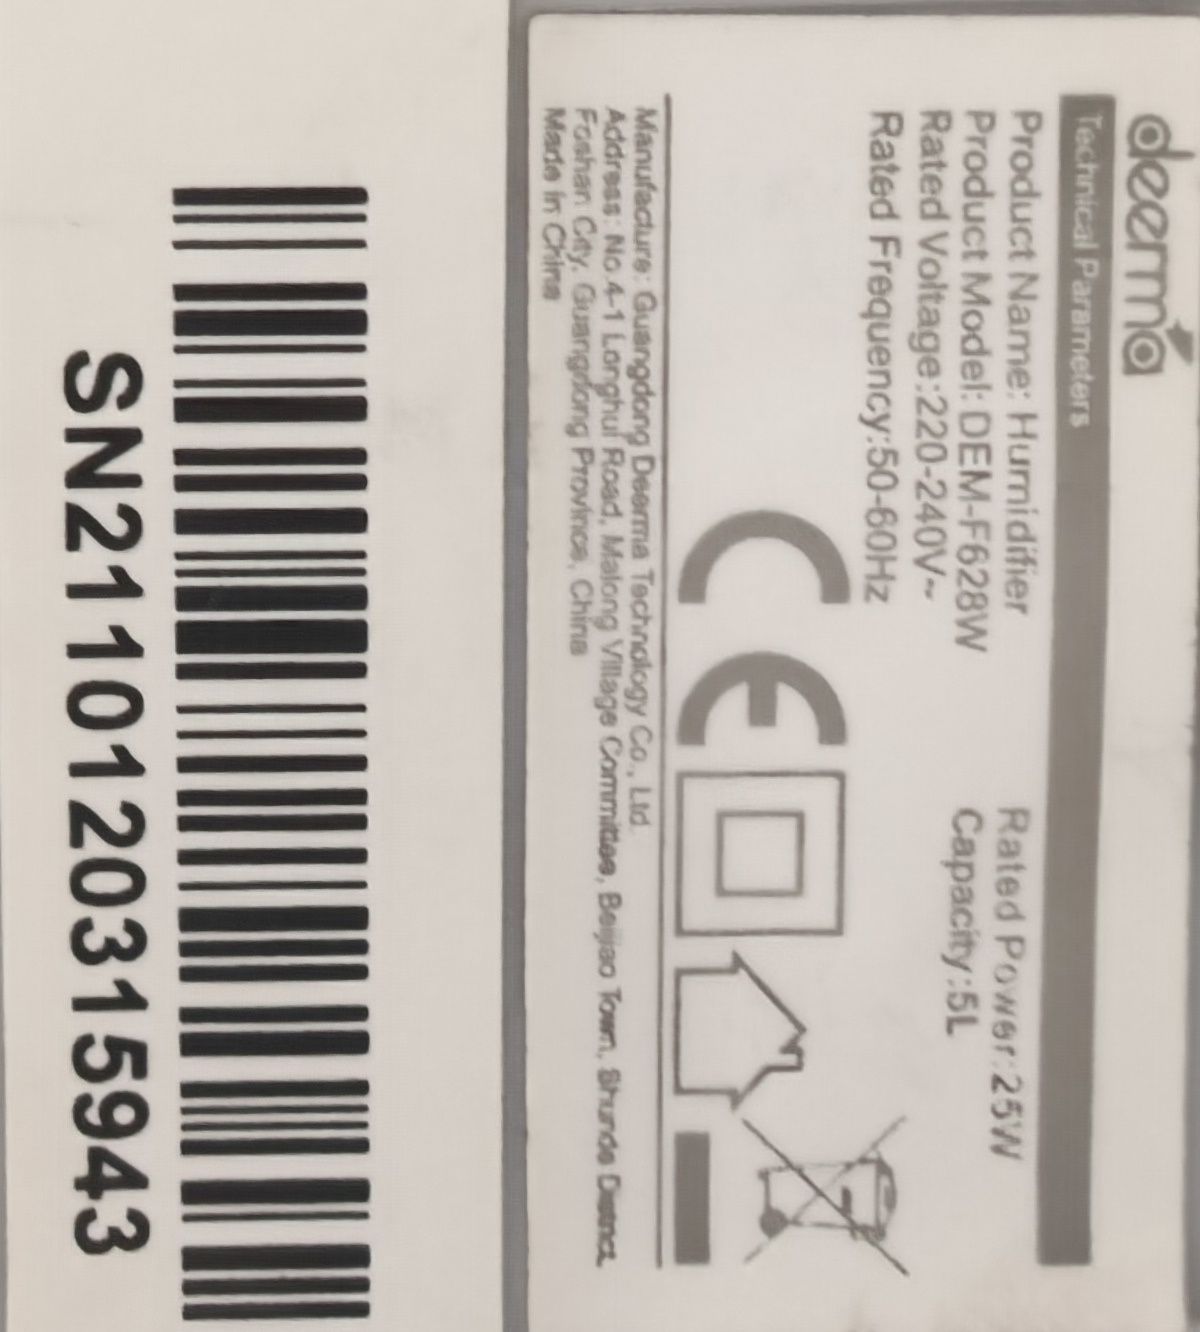 deerma
Technical Parameters
Product Name: Humidifier
Rated Power:25W
Product Model: DEM-F628W
Capacity:5L
Rated Voltage:220-240V~
Rated Frequency:50-60Hz
CE
Manufacture: Guangdong Deerma Technology Co., Ltd.
Address: No.4-1 Longhui Road, Malong Village Committee, Beijiao Town, Shunde District,
Foshan City, Guangdong Province, China
Made in China
SN2110120315943